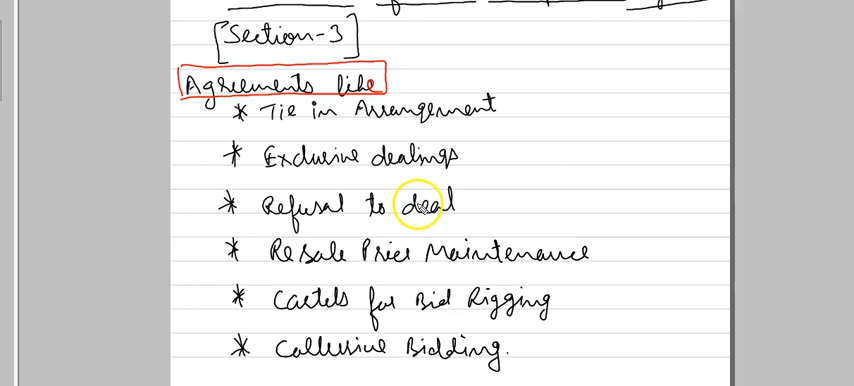 [Section-3]
Agreements like
* Tie in Arrangement
* Exclusive dealings
* Refusal to deal
* Resale Price Maintenance
* Cartels for Bid Rigging
* Collusive Bidding.